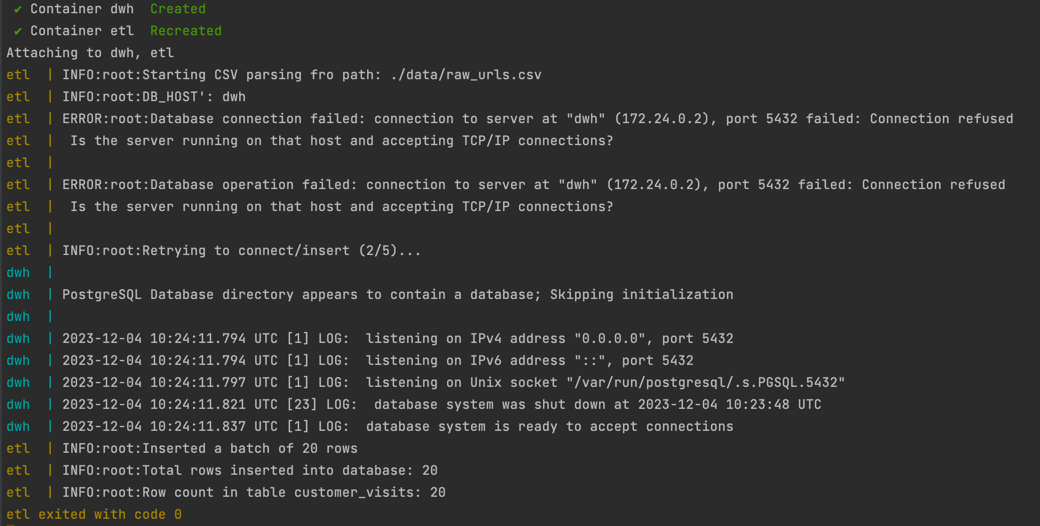 ✔ Container dwh  Created
✔ Container etl  Recreated
Attaching to dwh, etl
etl  | INFO:root:Starting CSV parsing fro path: ./data/raw_urls.csv
etl  | INFO:root:DB_HOST': dwh
etl  | ERROR:root:Database connection failed: connection to server at "dwh" (172.24.0.2), port 5432 failed: Connection refused
etl  |  Is the server running on that host and accepting TCP/IP connections?
etl  |
etl  | ERROR:root:Database operation failed: connection to server at "dwh" (172.24.0.2), port 5432 failed: Connection refused
etl  |  Is the server running on that host and accepting TCP/IP connections?
etl  |
etl  | INFO:root:Retrying to connect/insert (2/5)...
dwh  |
dwh  | PostgreSQL Database directory appears to contain a database; Skipping initialization
dwh  |
dwh  | 2023-12-04 10:24:11.794 UTC [1] LOG:  listening on IPv4 address "0.0.0.0", port 5432
dwh  | 2023-12-04 10:24:11.794 UTC [1] LOG:  listening on IPv6 address "::", port 5432
dwh  | 2023-12-04 10:24:11.797 UTC [1] LOG:  listening on Unix socket "/var/run/postgresql/.s.PGSQL.5432"
dwh  | 2023-12-04 10:24:11.821 UTC [23] LOG:  database system was shut down at 2023-12-04 10:23:48 UTC
dwh  | 2023-12-04 10:24:11.837 UTC [1] LOG:  database system is ready to accept connections
etl  | INFO:root:Inserted a batch of 20 rows
etl  | INFO:root:Total rows inserted into database: 20
etl  | INFO:root:Row count in table customer_visits: 20
etl exited with code 0